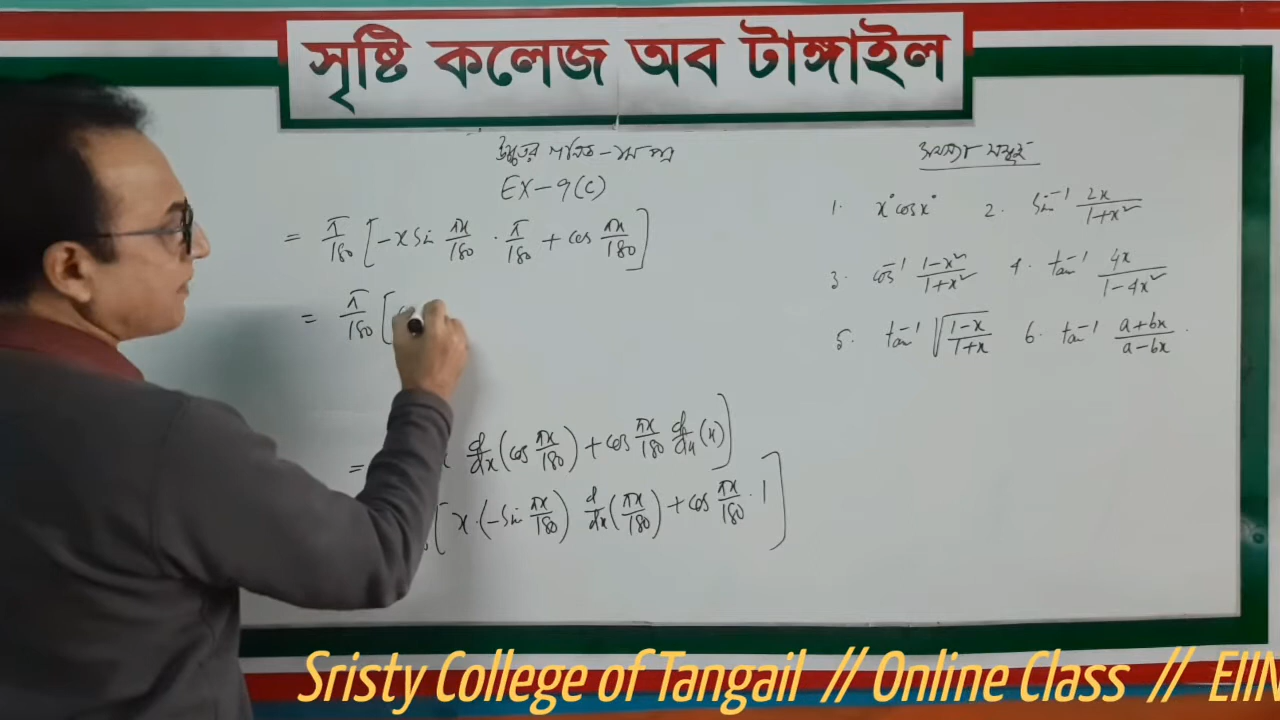 সৃষ্টি কলেজ অব টাঙ্গাইল
উচ্চতর গণিত - ১ম পত্র
EX-9(C)
= π/180 [-x sin πx/180 · π/180 + cos πx/180]
= π/180 [
= d/dx (cos πx/180) + cos πx/180 d/dx (x)]
[x·(-sin πx/180) d/dx (πx/180) + cos πx/180 · 1]
সমস্যা সমূহ
1. x° cos x° 2. sin⁻¹ 2x/1+x²
3. cos⁻¹ 1-x²/1+x² 4. tan⁻¹ 4x/1-4x²
5. tan⁻¹ √1-x/1+x 6. tan⁻¹ a+bx/a-bx .
Sristy College of Tangail // Online Class // EIIN